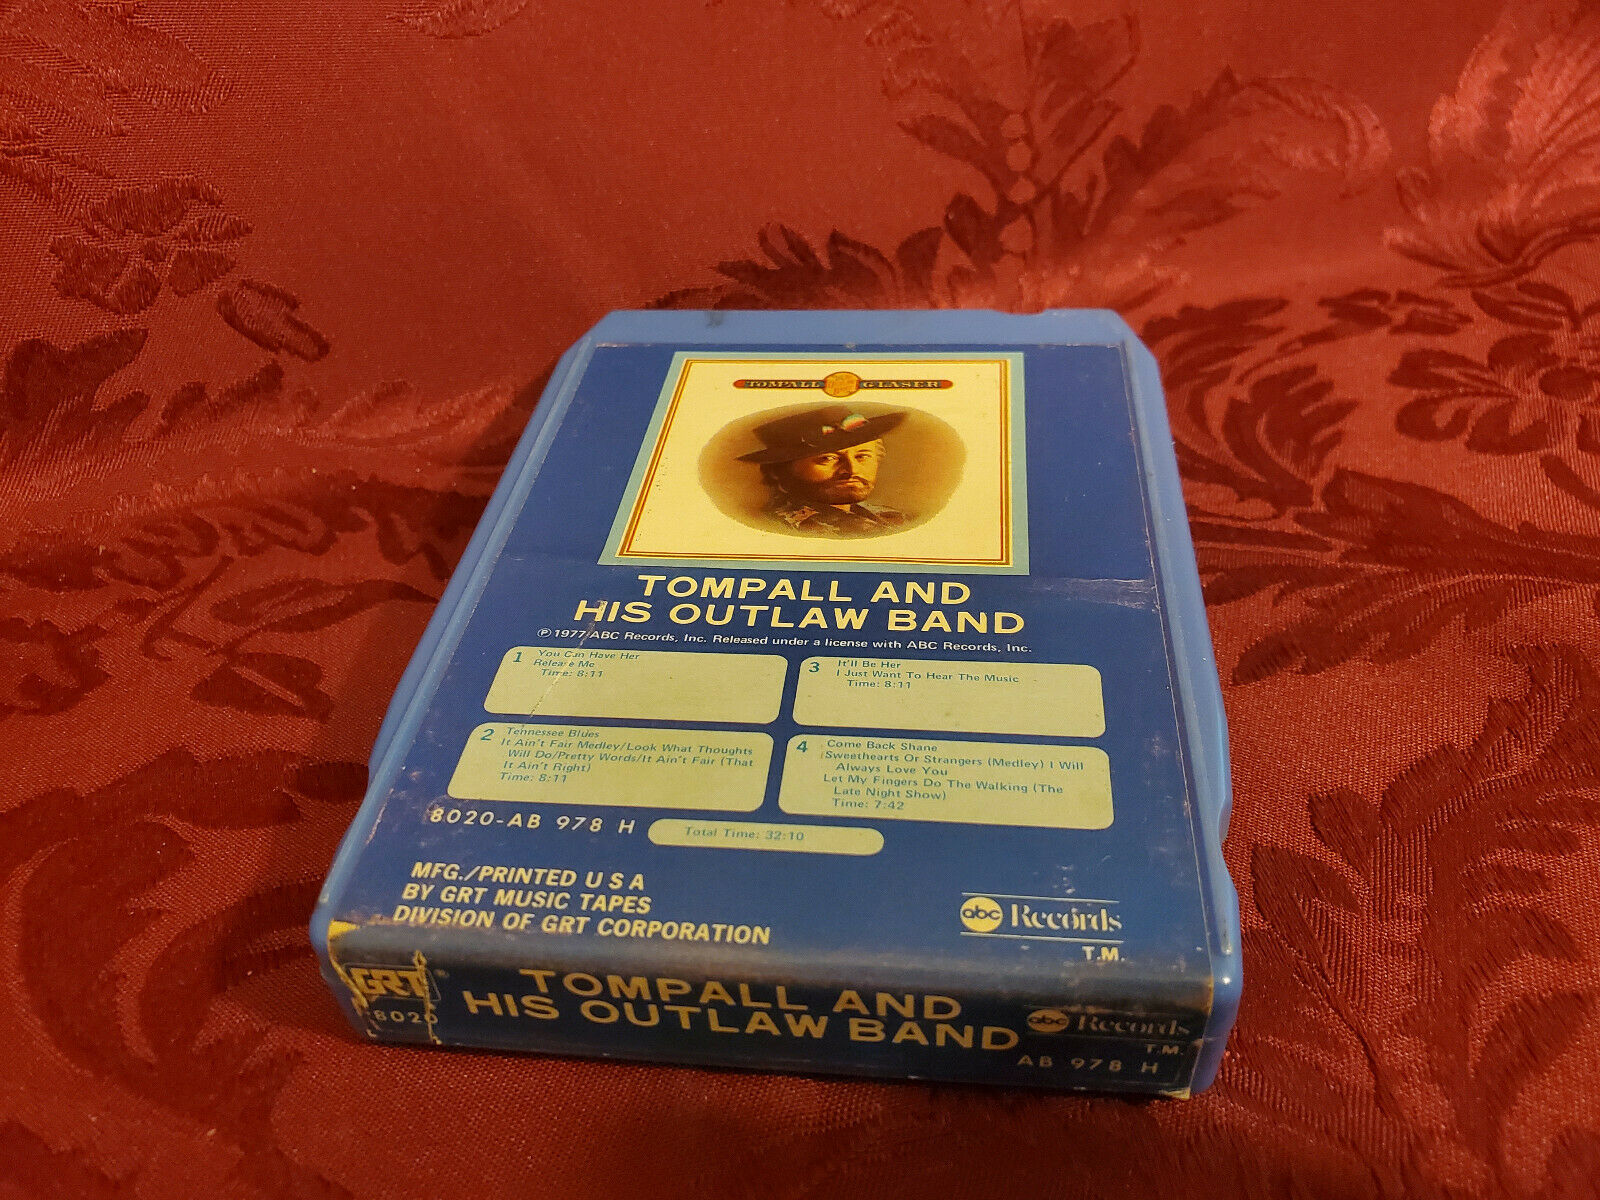 TOMPALL GLASER
TOMPALL AND
HIS OUTLAW BAND
℗ 1977 ABC Records, Inc. Released under a license with ABC Records, Inc.
1 You Can Have Her
Release Me
Time: 8:11
2 Tennessee Blues
It Ain't Fair Medley/Look What Thoughts
Will Do/Pretty Words/It Ain't Fair (That
It Ain't Right)
Time: 8:11
3 It'll Be Her
I Just Want To Hear The Music
Time: 8:11
4 Come Back Shane
Sweethearts Or Strangers (Medley) I Will
Always Love You
Let My Fingers Do The Walking (The
Late Night Show)
Time: 7:42
8020-AB 978 H
Total Time: 32:10
MFG./PRINTED U S A
BY GRT MUSIC TAPES
DIVISION OF GRT CORPORATION
abc Records
T.M.
GRT®
8020
TOMPALL AND
HIS OUTLAW BAND
abc Records
T.M.
AB 978 H